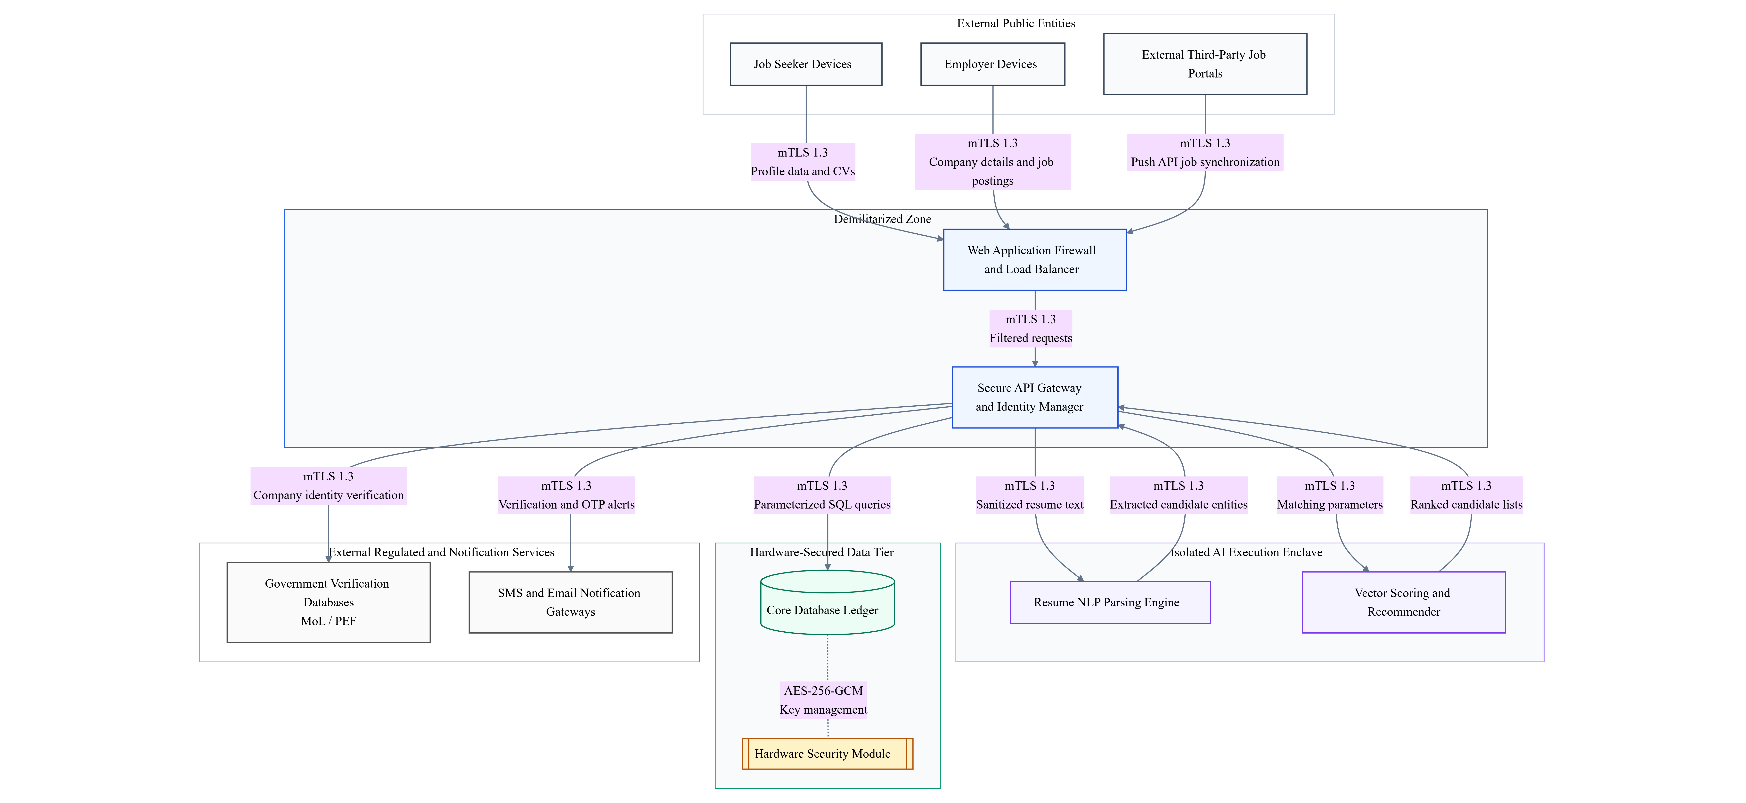 External Public Entities
Job Seeker Devices
Employer Devices
External Third-Party Job
Portals
mTLS 1.3
Profile data and CVs
mTLS 1.3
Company details and job
postings
mTLS 1.3
Push API job synchronization
Demilitarized Zone
Web Application Firewall
and Load Balancer
mTLS 1.3
Filtered requests
Secure API Gateway
and Identity Manager
mTLS 1.3
Company identity verification
mTLS 1.3
Verification and OTP alerts
mTLS 1.3
Parameterized SQL queries
mTLS 1.3
Sanitized resume text
mTLS 1.3
Extracted candidate entities
mTLS 1.3
Matching parameters
mTLS 1.3
Ranked candidate lists
External Regulated and Notification Services
Government Verification
Databases
MoL / PEF
SMS and Email Notification
Gateways
Hardware-Secured Data Tier
Core Database Ledger
AES-256-GCM
Key management
Hardware Security Module
Isolated AI Execution Enclave
Resume NLP Parsing Engine
Vector Scoring and
Recommender